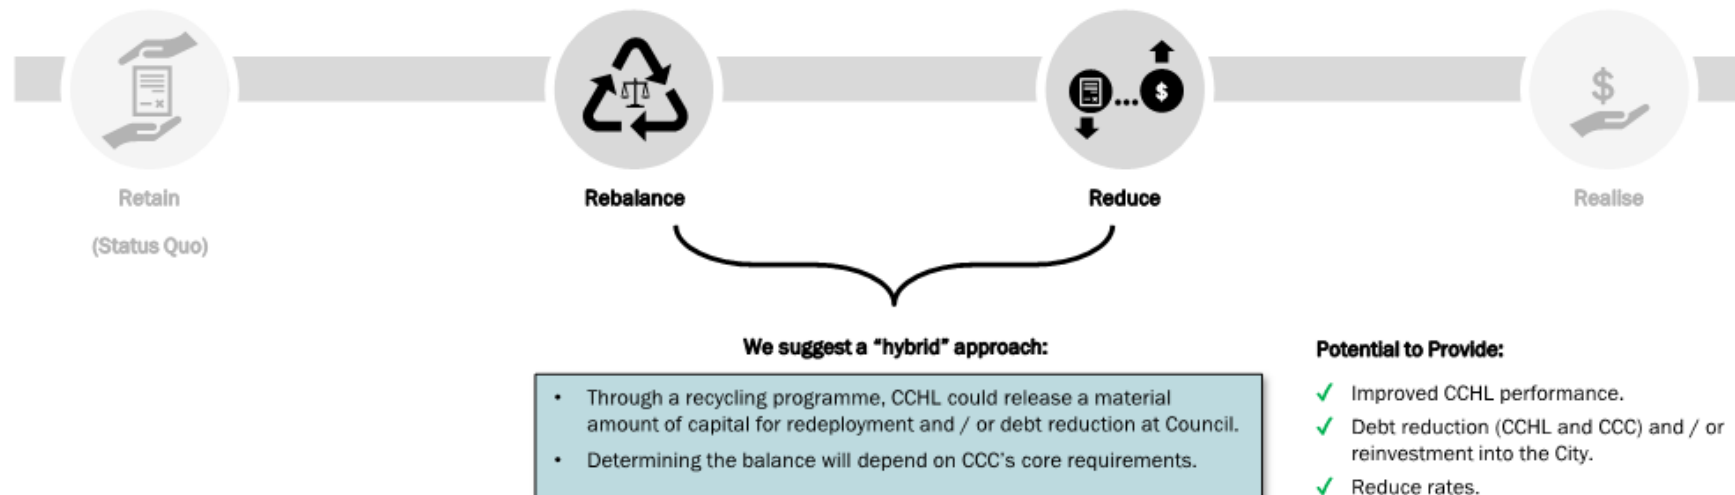 Retain
(Status Quo)
Rebalance
Reduce
Realise
$
$
We suggest a “hybrid” approach:
• Through a recycling programme, CCHL could release a material
amount of capital for redeployment and / or debt reduction at Council.
• Determining the balance will depend on CCC’s core requirements.
Potential to Provide:
✓ Improved CCHL performance.
✓ Debt reduction (CCHL and CCC) and / or
reinvestment into the City.
✓ Reduce rates.